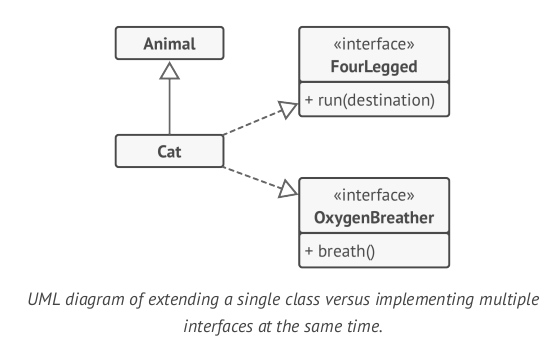 Animal
«interface»
FourLegged
+ run(destination)
Cat
«interface»
OxygenBreather
+ breath()
UML diagram of extending a single class versus implementing multiple
interfaces at the same time.